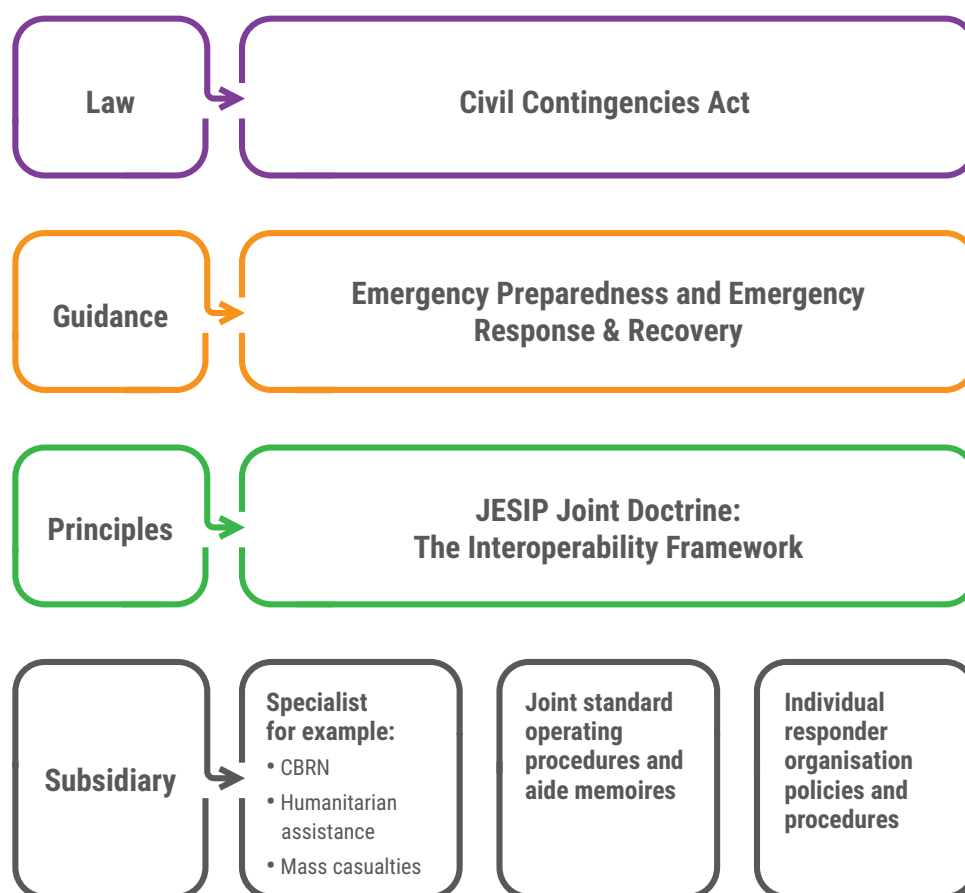 Law
Civil Contingencies Act
Guidance
Emergency Preparedness and Emergency
Response & Recovery
Principles
JESIP Joint Doctrine:
The Interoperability Framework
Subsidiary
Specialist
for example:
• CBRN
• Humanitarian
assistance
• Mass casualties
Joint standard
operating
procedures and
aide memoires
Individual
responder
organisation
policies and
procedures